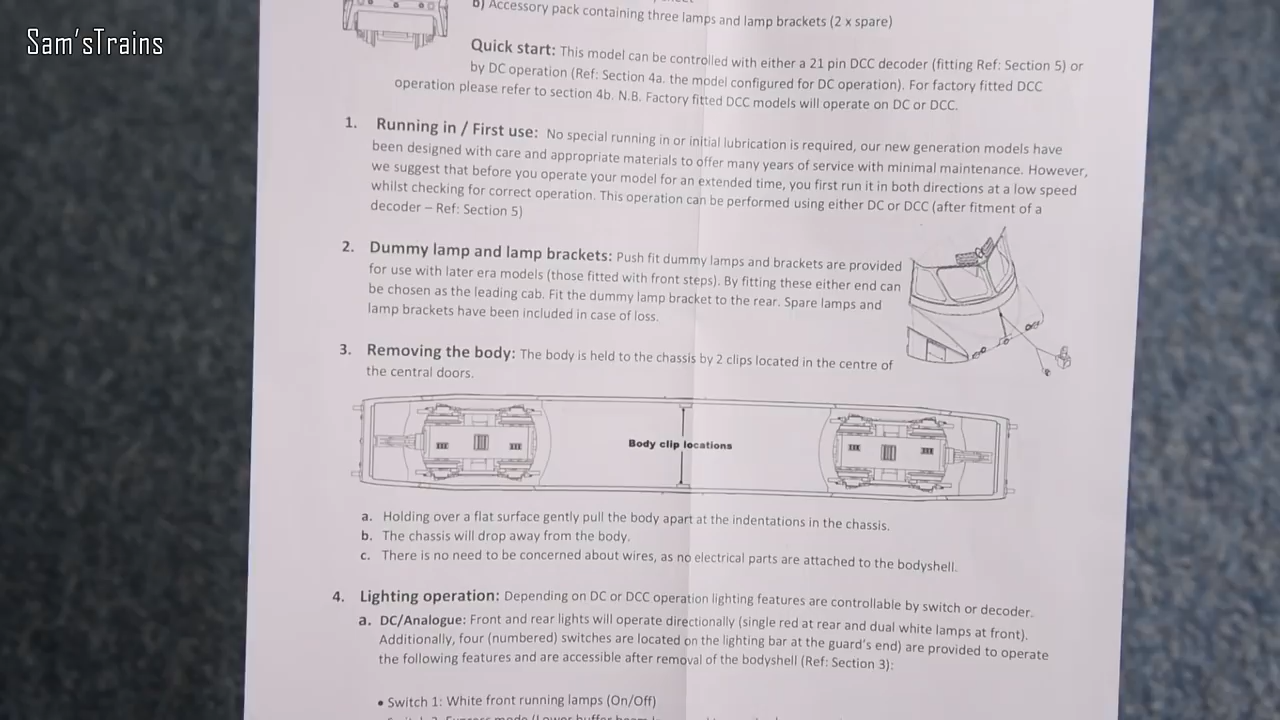 Sam'sTrains
b) Accessory pack containing three lamps and lamp brackets (2 x spare)
Quick start: This model can be controlled with either a 21 pin DCC decoder (fitting Ref: Section 5) or
by DC operation (Ref: Section 4a. the model configured for DC operation). For factory fitted DCC
operation please refer to section 4b. N.B. Factory fitted DCC models will operate on DC or DCC.
1. Running in / First use: No special running in or initial lubrication is required, our new generation models have
been designed with care and appropriate materials to offer many years of service with minimal maintenance. However,
we suggest that before you operate your model for an extended time, you first run it in both directions at a low speed
whilst checking for correct operation. This operation can be performed using either DC or DCC (after fitment of a
decoder – Ref: Section 5)
2. Dummy lamp and lamp brackets: Push fit dummy lamps and brackets are provided
for use with later era models (those fitted with front steps). By fitting these either end can
be chosen as the leading cab. Fit the dummy lamp bracket to the rear. Spare lamps and
lamp brackets have been included in case of loss.
3. Removing the body: The body is held to the chassis by 2 clips located in the centre of
the central doors.
Body clip locations
a. Holding over a flat surface gently pull the body apart at the indentations in the chassis.
b. The chassis will drop away from the body.
c. There is no need to be concerned about wires, as no electrical parts are attached to the bodyshell.
4. Lighting operation: Depending on DC or DCC operation lighting features are controllable by switch or decoder.
a. DC/Analogue: Front and rear lights will operate directionally (single red at rear and dual white lamps at front).
Additionally, four (numbered) switches are located on the lighting bar at the guard's end) are provided to operate
the following features and are accessible after removal of the bodyshell (Ref: Section 3):
• Switch 1: White front running lamps (On/Off)